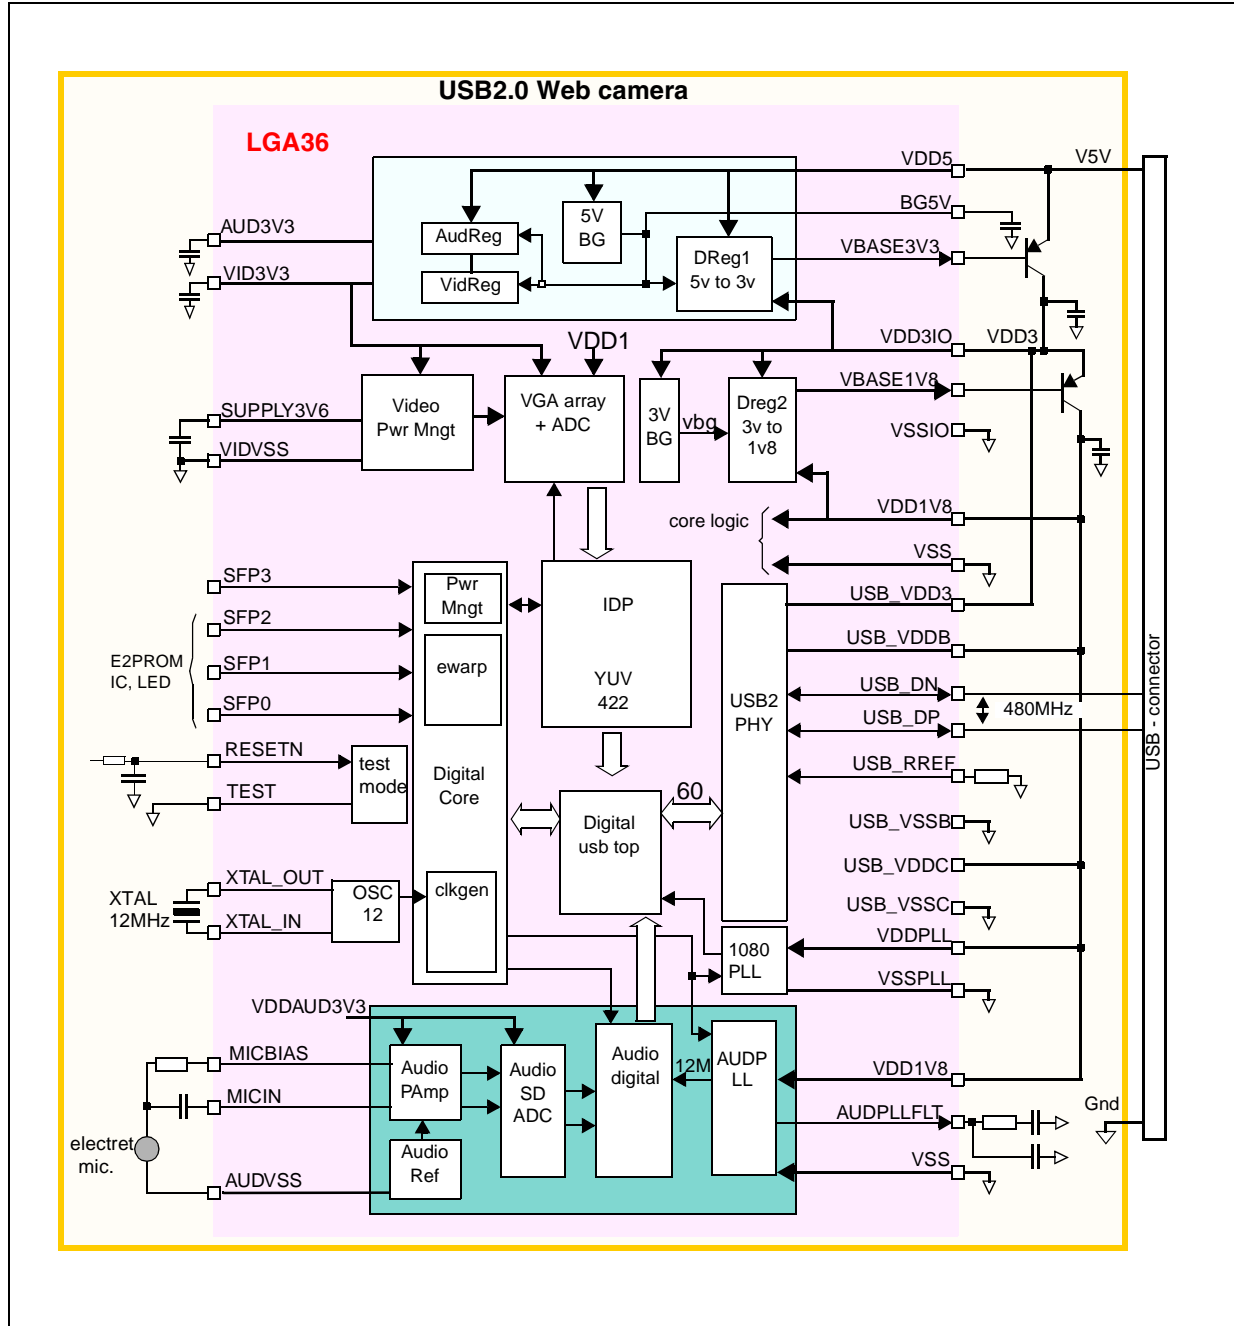 USB2.0 Web camera
LGA36
VDD5
V5V
BG5V
5V
BG
AudReg
AUD3V3
VBASE3V3
DReg1
5v to 3v
VID3V3
VidReg
VDD1
VDD3IO
VDD3
VBASE1V8
Video
Pwr Mngt
VGA array
+ ADC
3V
BG
vbg
Dreg2
3v to
1v8
SUPPLY3V6
VSSIO
VIDVSS
core logic
VDD1V8
VSS
SFP3
Pwr
Mngt
IDP
USB_VDD3
SFP2
USB_VDDB
E2PROM
IC, LED
SFP1
ewarp
YUV
422
USB2
PHY
USB_DN
480MHz
SFP0
USB_DP
USB - connector
RESETN
test
mode
Digital
Core
USB_RREF
TEST
60
Digital
usb top
USB_VSSB
USB_VDDC
XTAL_OUT
XTAL
12MHz
OSC
12
clkgen
USB_VSSC
XTAL_IN
VDDPLL
1080
PLL
VSSPLL
VDDAUD3V3
MICBIAS
Audio
PAmp
Audio
SD
ADC
Audio
digital
12M
AUDP
LL
VDD1V8
MICIN
AUDPLLFLT
Gnd
electret
mic.
Audio
Ref
VSS
AUDVSS